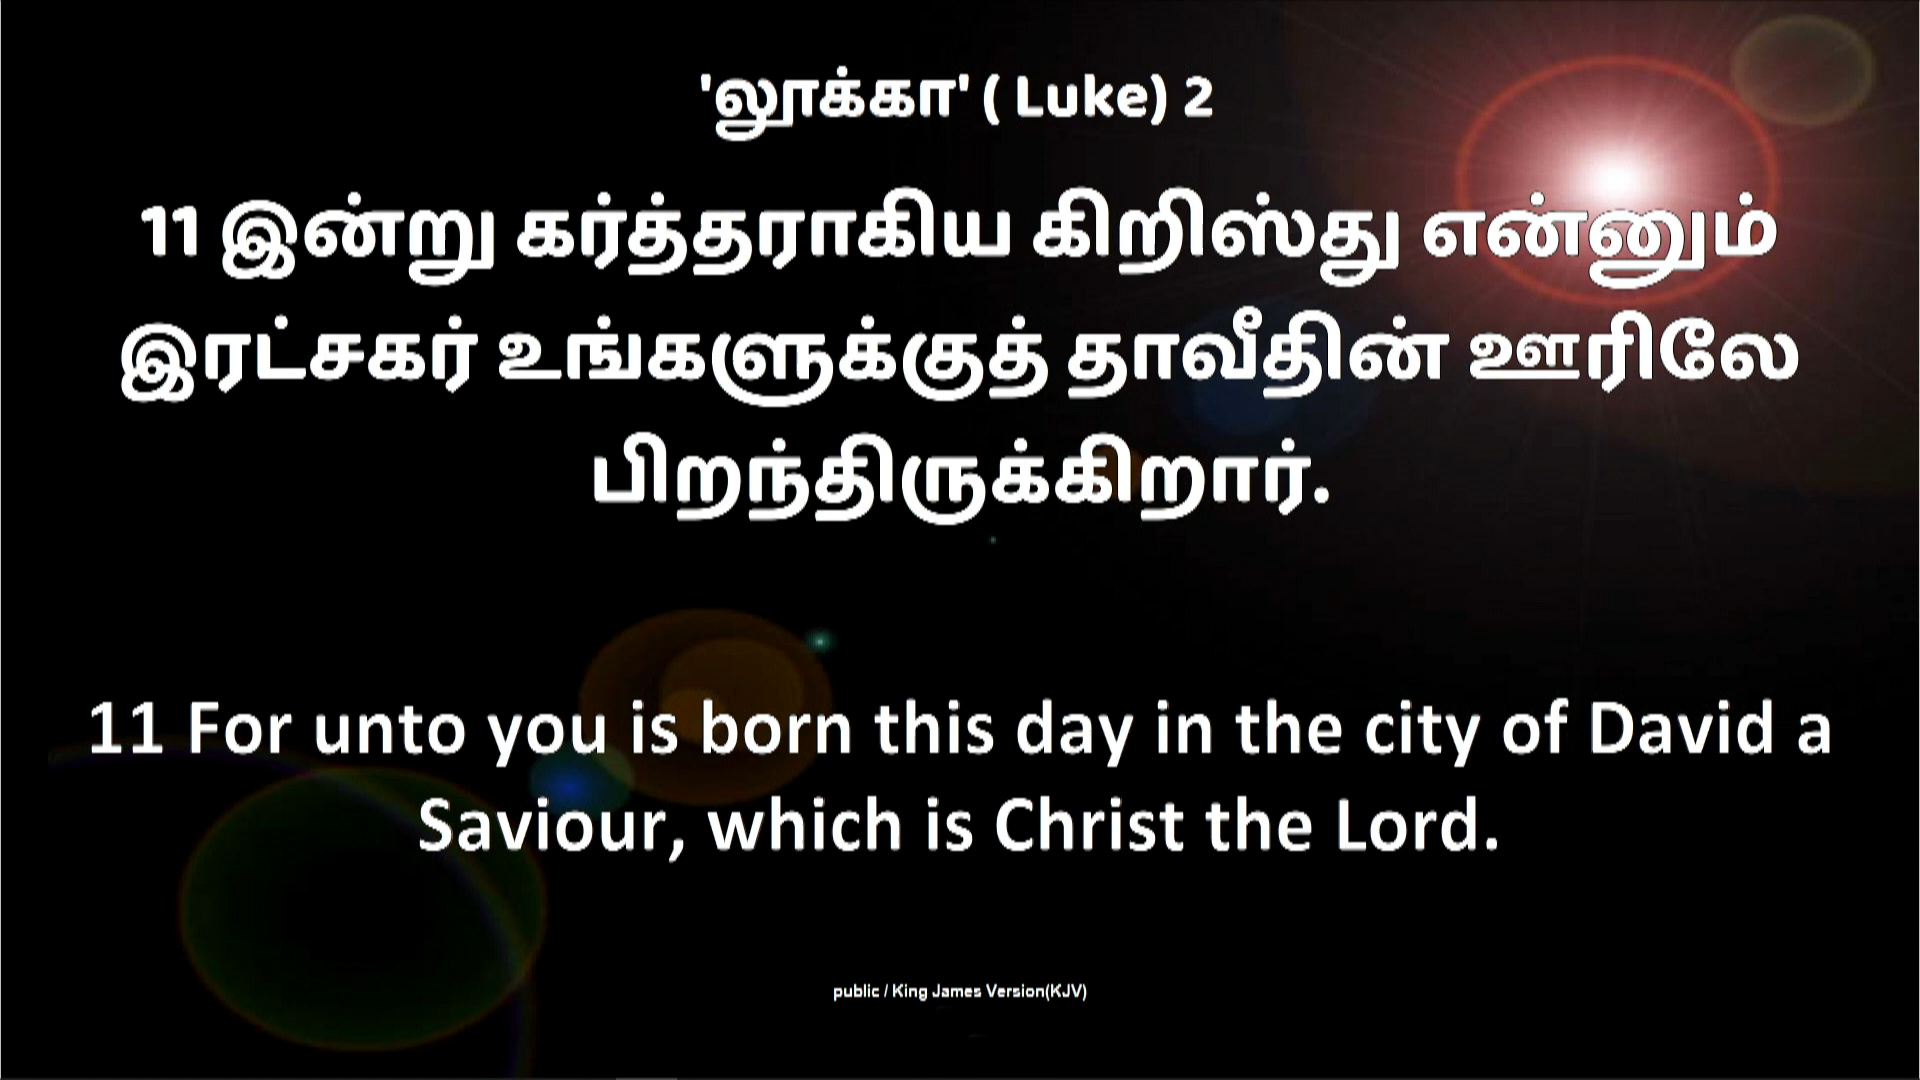 'லூக்கா' ( Luke) 2
11 இன்று கர்த்தராகிய கிறிஸ்து என்னும்
இரட்சகர் உங்களுக்குத் தாவீதின் ஊரிலே
பிறந்திருக்கிறார்.
11 For unto you is born this day in the city of David a
Saviour, which is Christ the Lord.
public / King James Version(KJV)